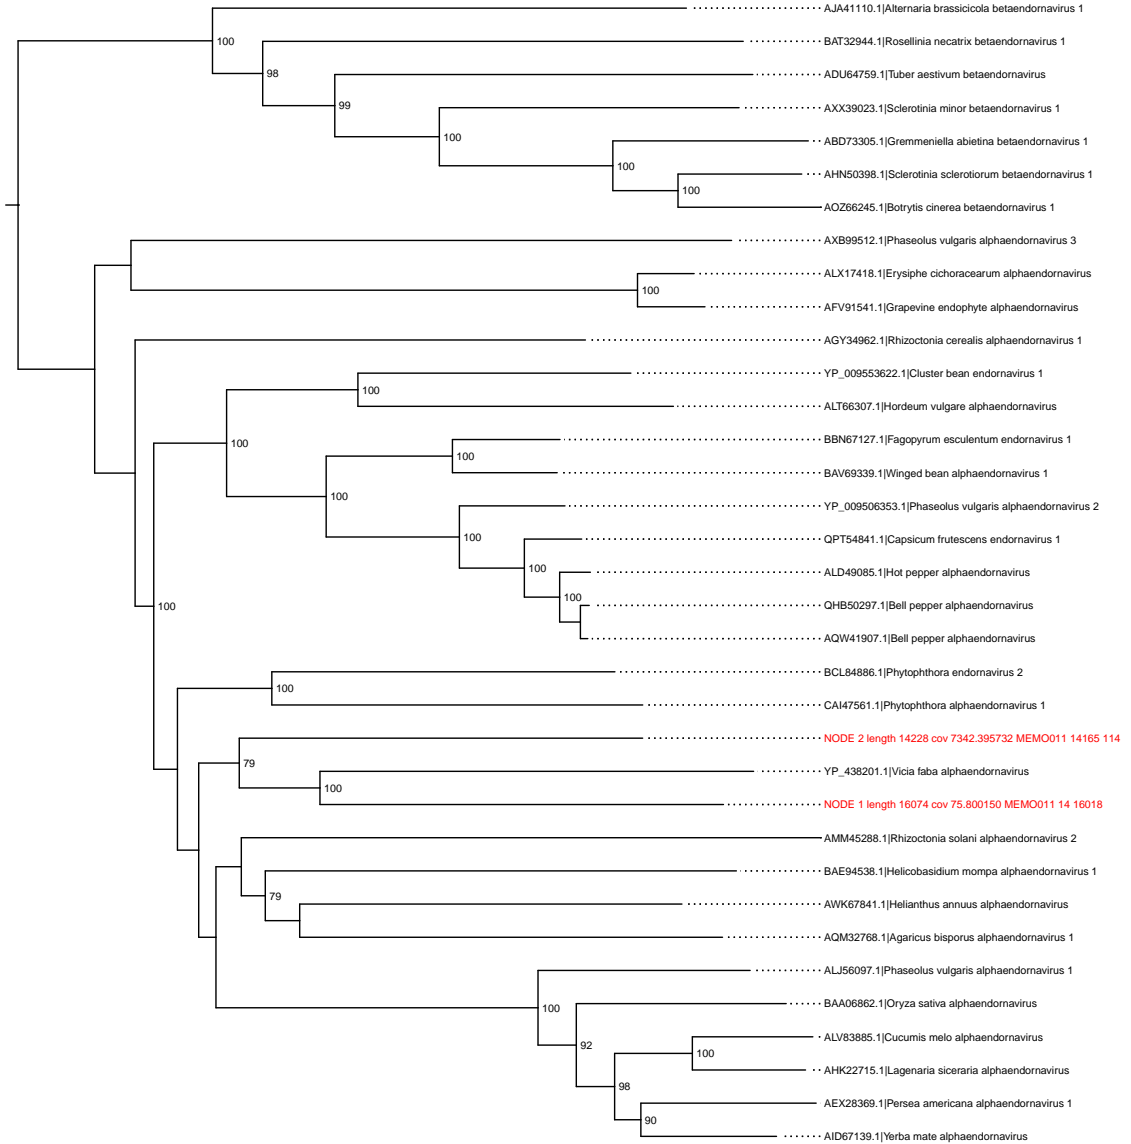 AJA41110.1|Alternaria brassicicola betaendornavirus 1
100
BAT32944.1|Rosellinia necatrix betaendornavirus 1
98
ADU64759.1|Tuber aestivum betaendornavirus
99
AXX39023.1|Sclerotinia minor betaendornavirus 1
100
ABD73305.1|Gremmeniella abietina betaendornavirus 1
100
AHN50398.1|Sclerotinia sclerotiorum betaendornavirus 1
100
AOZ66245.1|Botrytis cinerea betaendornavirus 1
AXB99512.1|Phaseolus vulgaris alphaendornavirus 3
ALX17418.1|Erysiphe cichoracearum alphaendornavirus
100
AFV91541.1|Grapevine endophyte alphaendornavirus
AGY34962.1|Rhizoctonia cerealis alphaendornavirus 1
YP_009553622.1|Cluster bean endornavirus 1
100
ALT66307.1|Hordeum vulgare alphaendornavirus
BBN67127.1|Fagopyrum esculentum endornavirus 1
100
100
BAV69339.1|Winged bean alphaendornavirus 1
100
YP_009506353.1|Phaseolus vulgaris alphaendornavirus 2
100
QPT54841.1|Capsicum frutescens endornavirus 1
100
ALD49085.1|Hot pepper alphaendornavirus
100
QHB50297.1|Bell pepper alphaendornavirus
100
AQW41907.1|Bell pepper alphaendornavirus
BCL84886.1|Phytophthora endornavirus 2
100
CAI47561.1|Phytophthora alphaendornavirus 1
NODE 2 length 14228 cov 7342.395732 MEMO011 14165 114
79
YP_438201.1|Vicia faba alphaendornavirus
100
NODE 1 length 16074 cov 75.800150 MEMO011 14 16018
AMM45288.1|Rhizoctonia solani alphaendornavirus 2
BAE94538.1|Helicobasidium mompa alphaendornavirus 1
79
AWK67841.1|Helianthus annuus alphaendornavirus
AQM32768.1|Agaricus bisporus alphaendornavirus 1
ALJ56097.1|Phaseolus vulgaris alphaendornavirus 1
100
BAA06862.1|Oryza sativa alphaendornavirus
92
ALV83885.1|Cucumis melo alphaendornavirus
100
AHK22715.1|Lagenaria siceraria alphaendornavirus
98
AEX28369.1|Persea americana alphaendornavirus 1
90
AID67139.1|Yerba mate alphaendornavirus